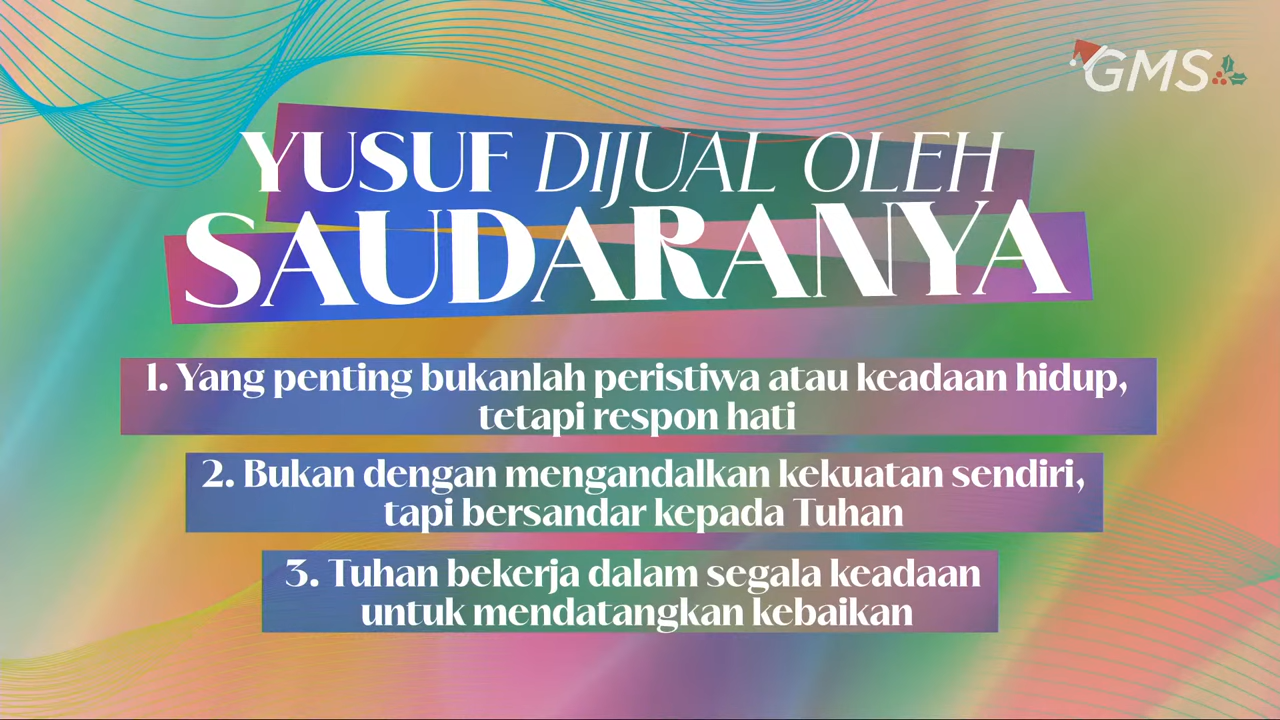 GMS
YUSUF DIJUAL OLEH
SAUDARANYA
1. Yang penting bukanlah peristiwa atau keadaan hidup,
tetapi respon hati
2. Bukan dengan mengandalkan kekuatan sendiri,
tapi bersandar kepada Tuhan
3. Tuhan bekerja dalam segala keadaan
untuk mendatangkan kebaikan